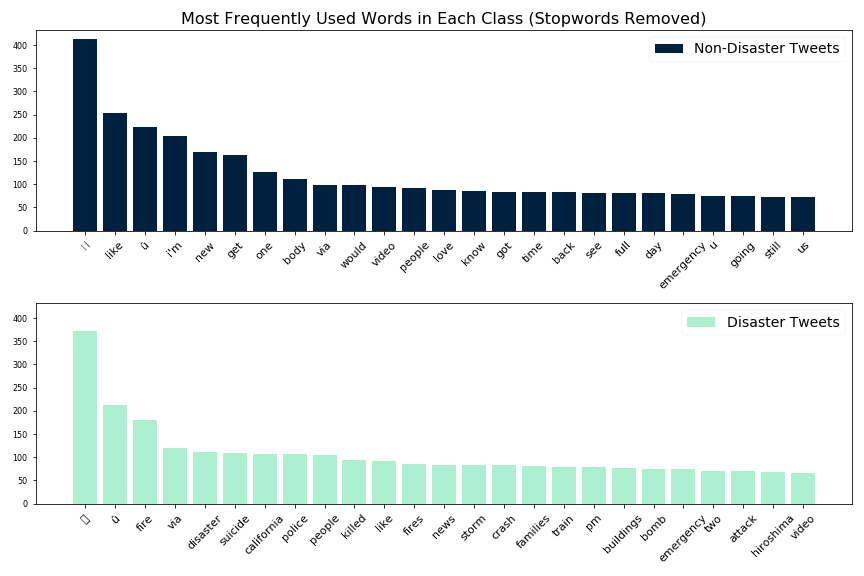 Most Frequently Used Words in Each Class (Stopwords Removed)
Non-Disaster Tweets
400
350
300
250
200
150
100
50
0
like
û
i'm
new
get
one
body
via
would
video
people
love
know
got
time
back
see
full
day
emergency
u
going
still
us
Disaster Tweets
400
350
300
250
200
150
100
50
0
û
fire
via
disaster
suicide
california
police
people
killed
like
fires
news
storm
crash
families
train
pm
buildings
bomb
emergency
two
attack
hiroshima
video